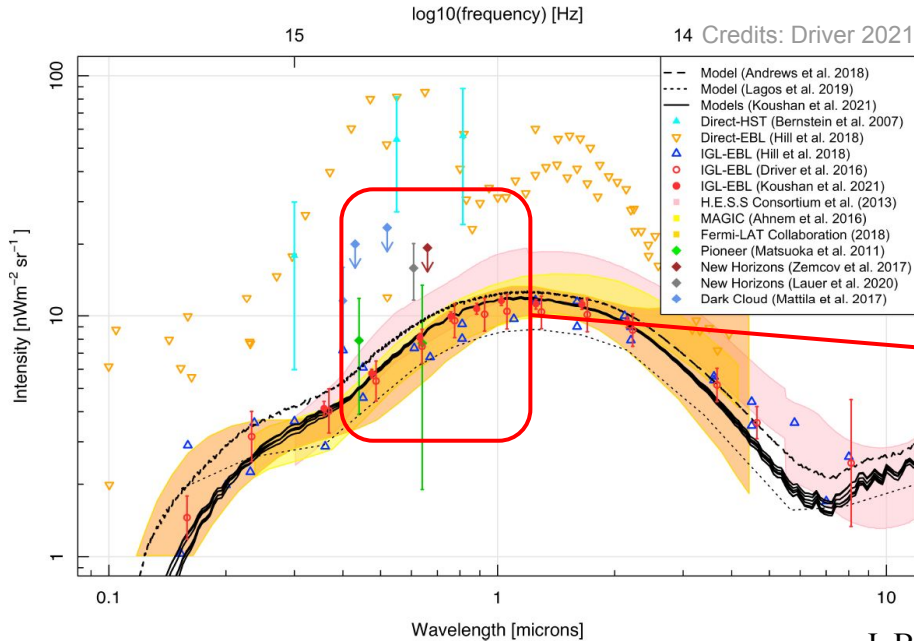 log10(frequency) [Hz]
15
14
Credits: Driver 2021
100
10
1
Intensity [nWm−2 sr−1]
Model (Andrews et al. 2018)
Model (Lagos et al. 2019)
Models (Koushan et al. 2021)
Direct-HST (Bernstein et al. 2007)
Direct-EBL (Hill et al. 2018)
IGL-EBL (Hill et al. 2018)
IGL-EBL (Driver et al. 2016)
IGL-EBL (Koushan et al. 2021)
H.E.S.S Consortium et al. (2013)
MAGIC (Ahnem et al. 2016)
Fermi-LAT Collaboration (2018)
Pioneer (Matsuoka et al. 2011)
New Horizons (Zemcov et al. 2017)
New Horizons (Lauer et al. 2020)
Dark Cloud (Mattila et al. 2017)
0.1
1
10
Wavelength [microns]